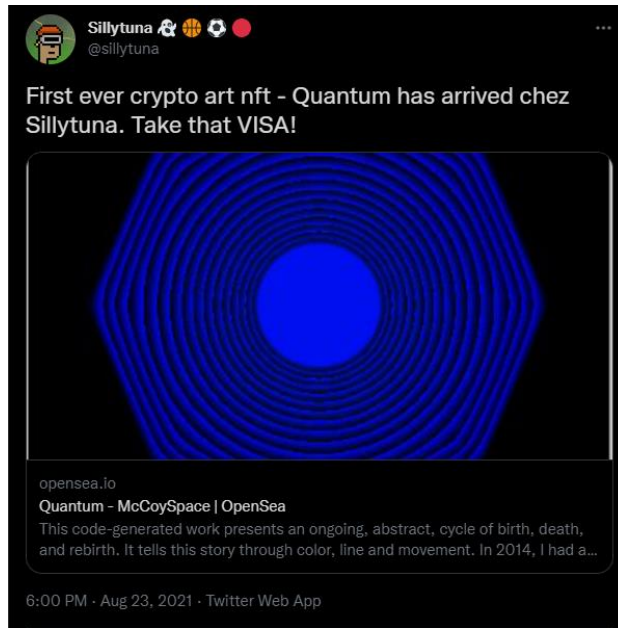 Sillytuna 👻 🏀 ⚽ 🔴
@sillytuna
First ever crypto art nft - Quantum has arrived chez
Sillytuna. Take that VISA!
opensea.io
Quantum - McCoySpace | OpenSea
This code-generated work presents an ongoing, abstract, cycle of birth, death,
and rebirth. It tells this story through color, line and movement. In 2014, I had a...
6:00 PM · Aug 23, 2021 · Twitter Web App